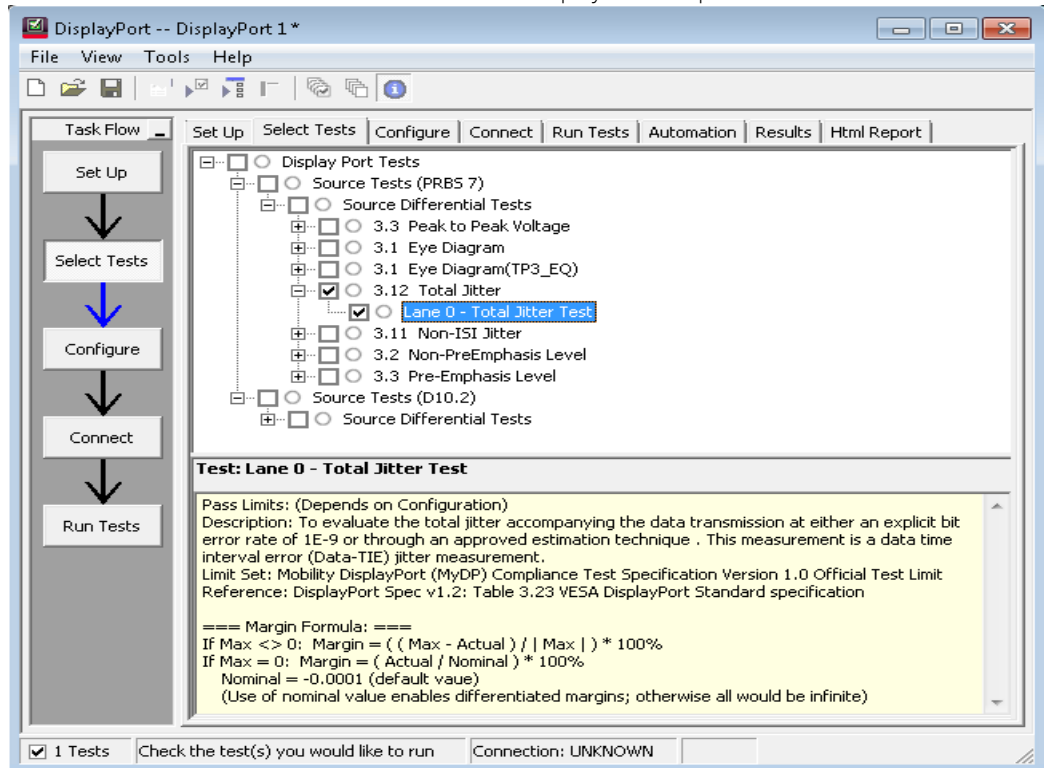 DisplayPort -- DisplayPort 1 *
File View Tools Help
Task Flow
Set Up
Select Tests
Configure
Connect
Run Tests
Set Up Select Tests Configure Connect Run Tests Automation Results Html Report
Display Port Tests
Source Tests (PRBS 7)
Source Differential Tests
3.3 Peak to Peak Voltage
3.1 Eye Diagram
3.1 Eye Diagram(TP3_EQ)
3.12 Total Jitter
Lane 0 - Total Jitter Test
3.11 Non-ISI Jitter
3.2 Non-PreEmphasis Level
3.3 Pre-Emphasis Level
Source Tests (D10.2)
Source Differential Tests
Test: Lane 0 - Total Jitter Test
Pass Limits: (Depends on Configuration)
Description: To evaluate the total jitter accompanying the data transmission at either an explicit bit
error rate of 1E-9 or through an approved estimation technique . This measurement is a data time
interval error (Data-TIE) jitter measurement.
Limit Set: Mobility DisplayPort (MyDP) Compliance Test Specification Version 1.0 Official Test Limit
Reference: DisplayPort Spec v1.2: Table 3.23 VESA DisplayPort Standard specification
=== Margin Formula: ===
If Max <> 0: Margin = ( ( Max - Actual ) / | Max | ) * 100%
If Max = 0: Margin = ( Actual / Nominal ) * 100%
Nominal = -0.0001 (default vaue)
(Use of nominal value enables differentiated margins; otherwise all would be infinite)
1 Tests Check the test(s) you would like to run Connection: UNKNOWN